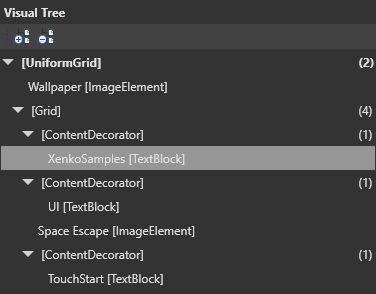 Visual Tree
[UniformGrid] (2)
Wallpaper [ImageElement]
[Grid] (4)
[ContentDecorator] (1)
XenkoSamples [TextBlock]
[ContentDecorator] (1)
UI [TextBlock]
Space Escape [ImageElement]
[ContentDecorator] (1)
TouchStart [TextBlock]